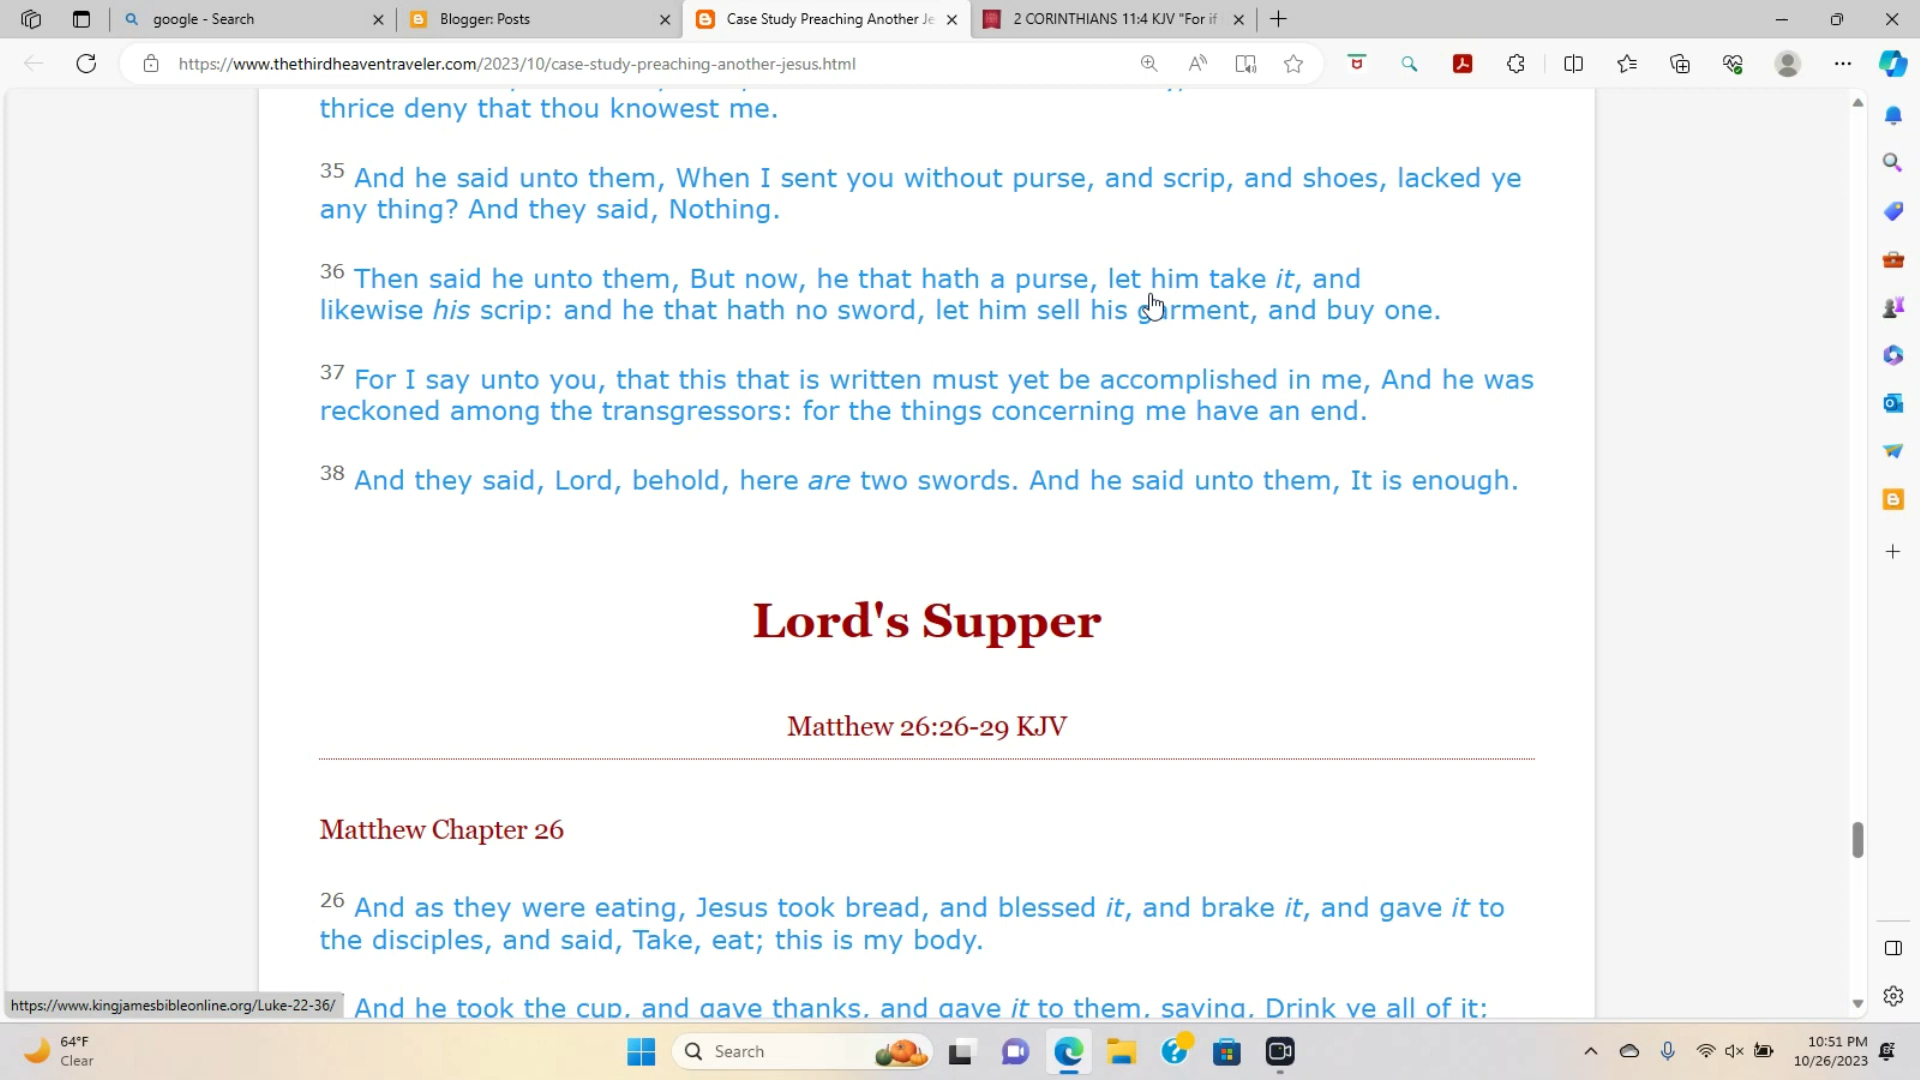 google - Search
Blogger: Posts
Case Study Preaching Another Je
2 CORINTHIANS 11:4 KJV "For if
https://www.thethirdheaventraveler.com/2023/10/case-study-preaching-another-jesus.html
thrice deny that thou knowest me.
35 And he said unto them, When I sent you without purse, and scrip, and shoes, lacked ye
any thing? And they said, Nothing.
36 Then said he unto them, But now, he that hath a purse, let him take it, and
likewise his scrip: and he that hath no sword, let him sell his garment, and buy one.
37 For I say unto you, that this that is written must yet be accomplished in me, And he was
reckoned among the transgressors: for the things concerning me have an end.
38 And they said, Lord, behold, here are two swords. And he said unto them, It is enough.
Lord's Supper
Matthew 26:26-29 KJV
Matthew Chapter 26
26 And as they were eating, Jesus took bread, and blessed it, and brake it, and gave it to
the disciples, and said, Take, eat; this is my body.
And he took the cup, and gave thanks, and gave it to them, saying, Drink ye all of it;
https://www.kingjamesbibleonline.org/Luke-22-36/
64°F
Clear
Search
10:51 PM
10/26/2023